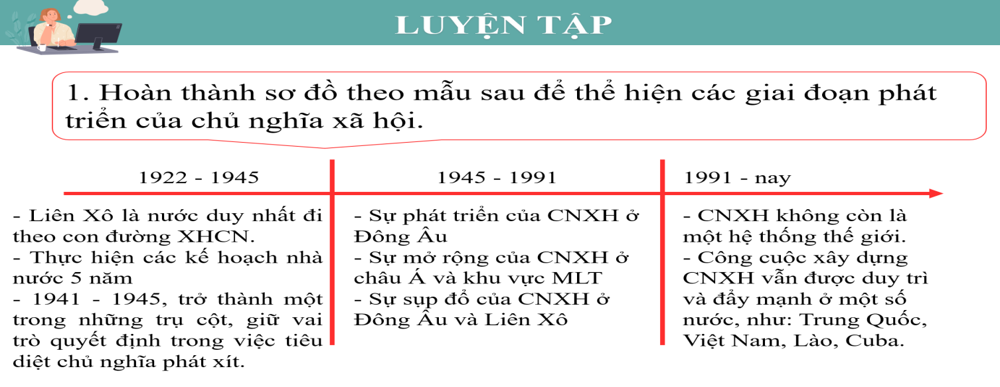 LUYỆN TẬP
1. Hoàn thành sơ đồ theo mẫu sau để thể hiện các giai đoạn phát
triển của chủ nghĩa xã hội.
1922 - 1945
- Liên Xô là nước duy nhất đi
theo con đường XHCN.
- Thực hiện các kế hoạch nhà
nước 5 năm
- 1941 - 1945, trở thành một
trong những trụ cột, giữ vai
trò quyết định trong việc tiêu
diệt chủ nghĩa phát xít.
1945 - 1991
- Sự phát triển của CNXH ở
Đông Âu
- Sự mở rộng của CNXH ở
châu Á và khu vực MLT
- Sự sụp đổ của CNXH ở
Đông Âu và Liên Xô
1991 - nay
- CNXH không còn là
một hệ thống thế giới.
- Công cuộc xây dựng
CNXH vẫn được duy trì
và đẩy mạnh ở một số
nước, như: Trung Quốc,
Việt Nam, Lào, Cuba.